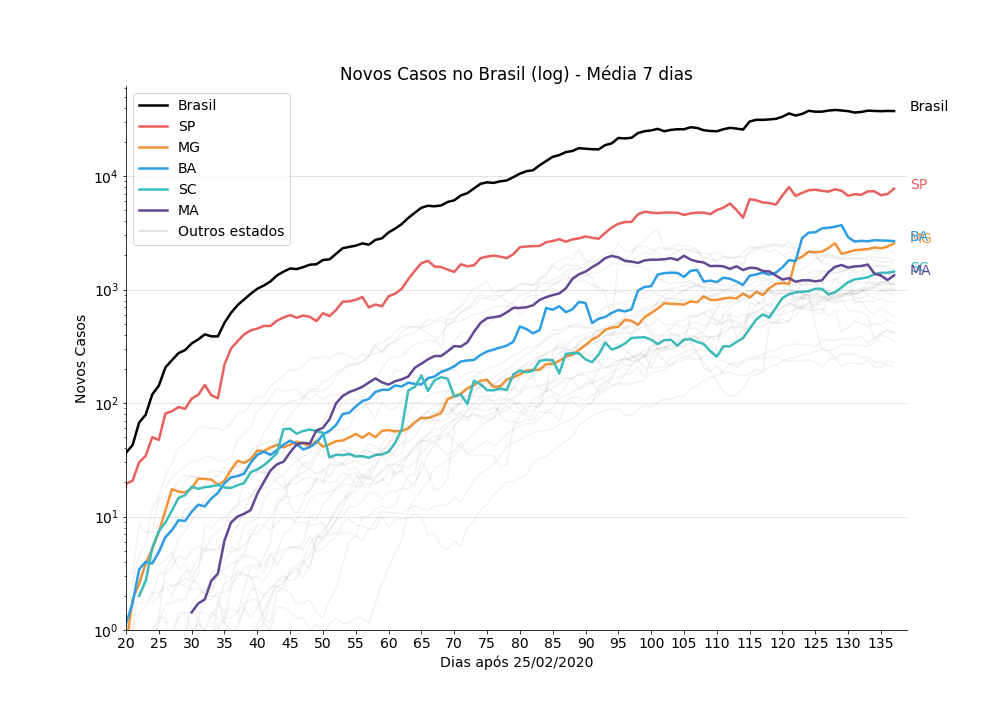 Novos Casos no Brasil (log) - Média 7 dias
Brasil
SP
MG
BA
SC
MA
Outros estados
Novos Casos
10^4
10^3
10^2
10^1
10^0
20 25 30 35 40 45 50 55 60 65 70 75 80 85 90 95 100 105 110 115 120 125 130 135
Dias após 25/02/2020
Brasil
SP
BA
MG
SC
MA